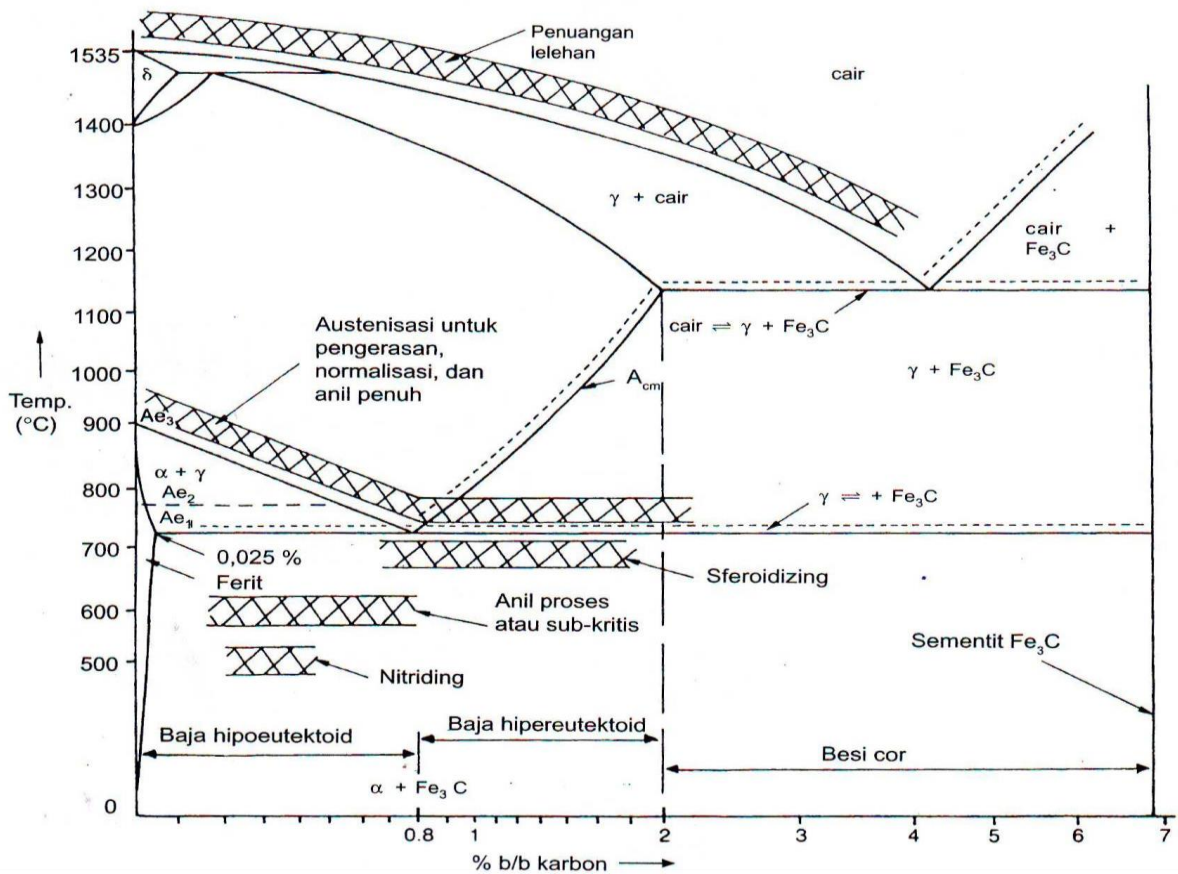 1535
Penuangan
lelehan
cair
δ
1400
1300
γ + cair
cair +
Fe₃C
1200
1100
cair ⇌ γ + Fe₃C
Austenisasi untuk
pengerasan,
normalisasi, dan
anil penuh
1000
A cm
γ + Fe₃C
Temp.
(°C)
900
Ae₃
α + γ
800
Ae₂
γ ⇌ + Fe₃C
Ae₁
700
0,025 %
Ferit
Sferoidizing
600
Anil proses
atau sub-kritis
500
Nitriding
Sementit Fe₃C
Baja hipoeutektoid
Baja hipereutektoid
Besi cor
α + Fe₃ C
0
0.8 1 2 3 4 5 6 7
% b/b karbon